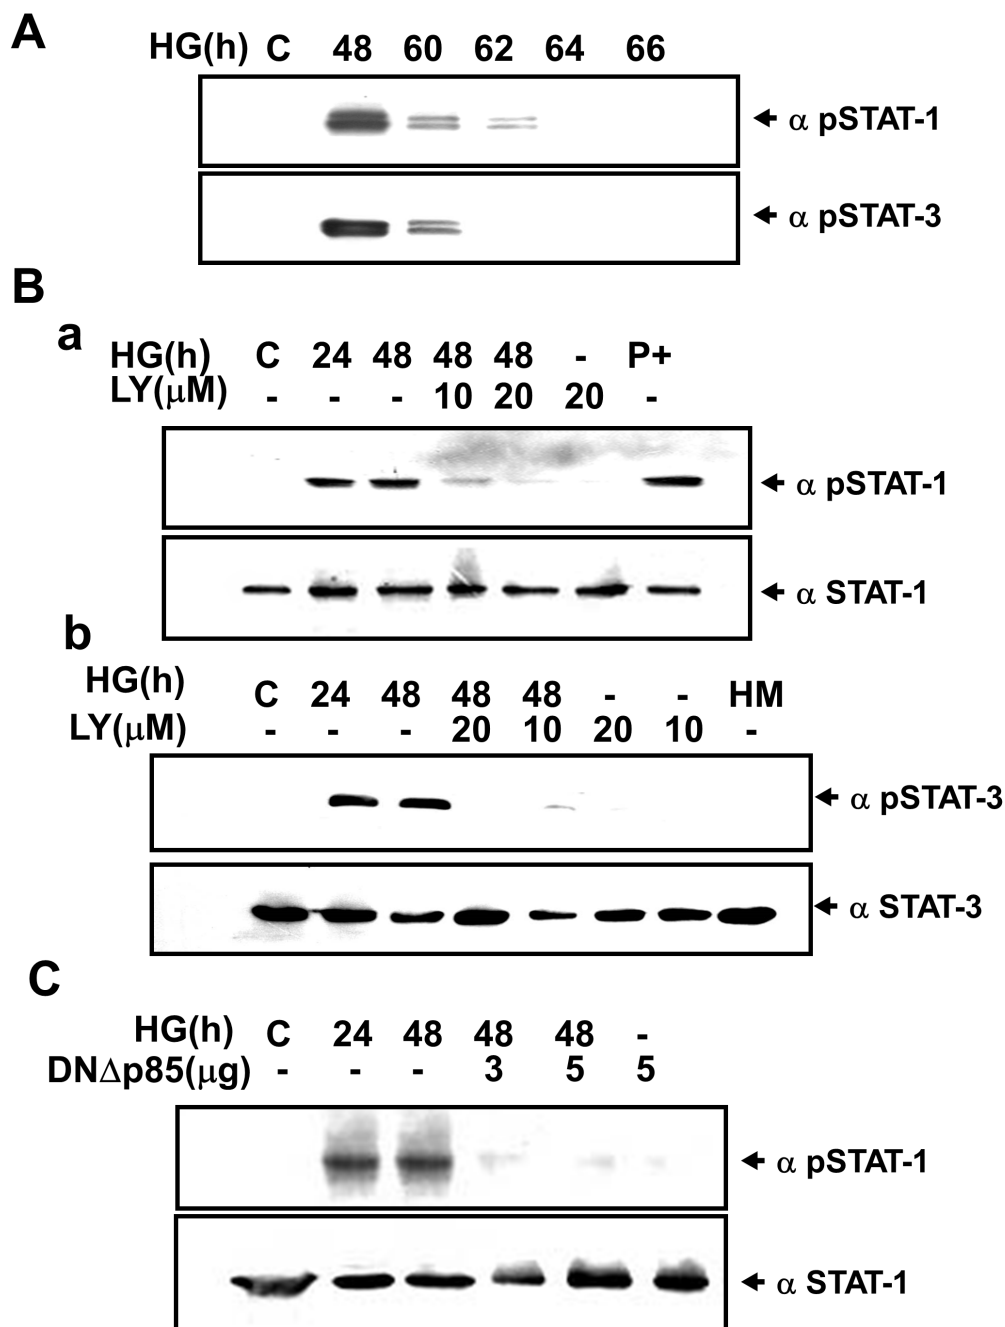 A
HG(h) C 48 60 62 64 66
α pSTAT-1
α pSTAT-3
B
a
HG(h) C 24 48 48 48 - P+
LY(μM) - - - 10 20 20 -
α pSTAT-1
α STAT-1
b
HG(h) C 24 48 48 48 - - HM
LY(μM) - - - 20 10 20 10 -
α pSTAT-3
α STAT-3
C
HG(h) C 24 48 48 48 -
DNΔp85(μg) - - - 3 5 5
α pSTAT-1
α STAT-1